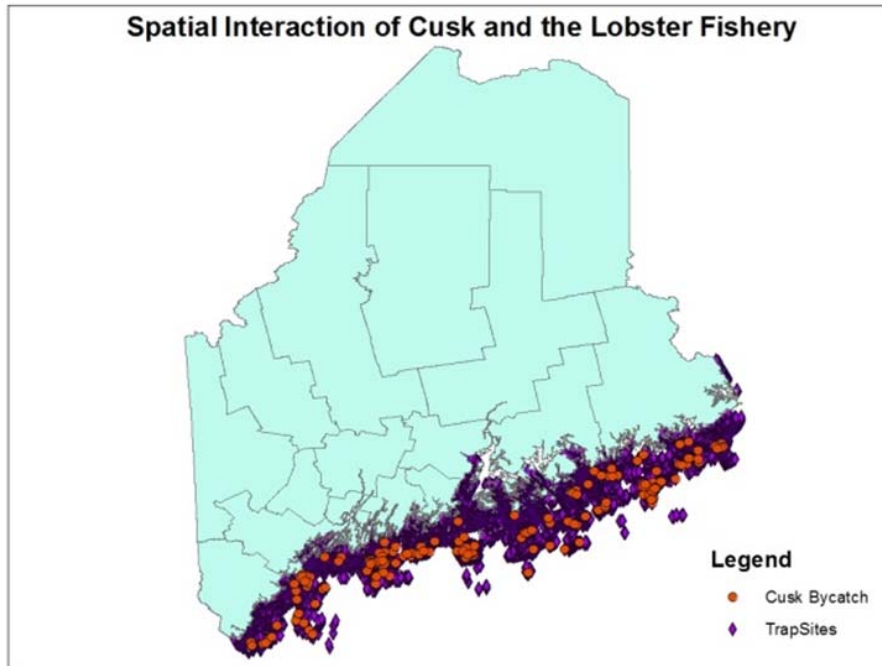 Spatial Interaction of Cusk and the Lobster Fishery
Legend
Cusk Bycatch
TrapSites